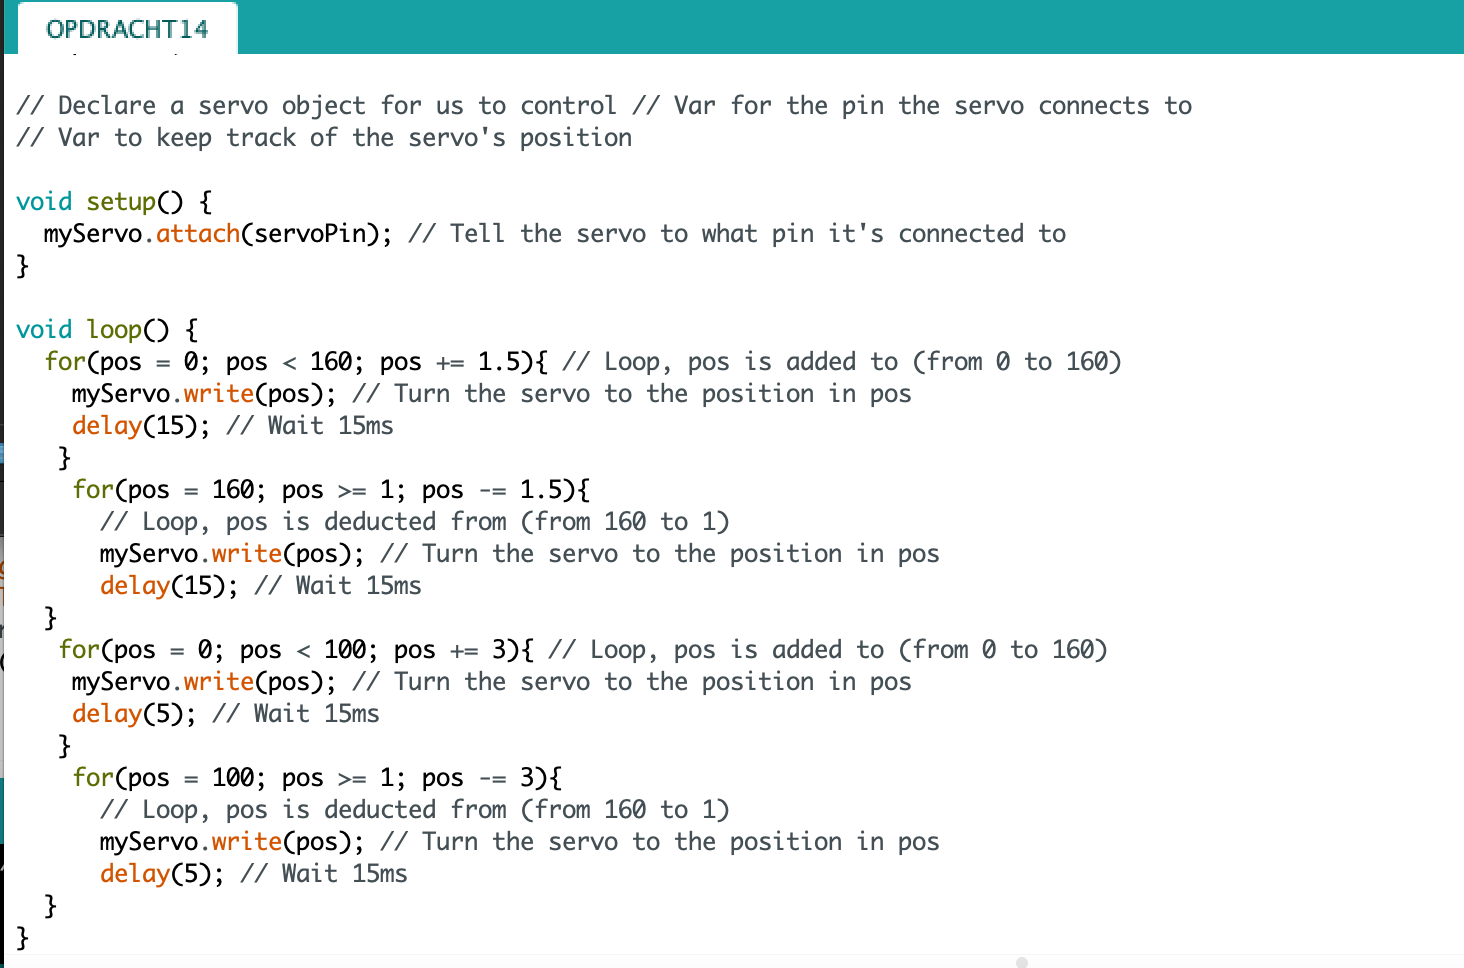 OPDRACHT14
// Declare a servo object for us to control // Var for the pin the servo connects to
// Var to keep track of the servo's position
void setup() {
myServo.attach(servoPin); // Tell the servo to what pin it's connected to
}
void loop() {
for(pos = 0; pos < 160; pos += 1.5){ // Loop, pos is added to (from 0 to 160)
myServo.write(pos); // Turn the servo to the position in pos
delay(15); // Wait 15ms
}
for(pos = 160; pos >= 1; pos -= 1.5){
// Loop, pos is deducted from (from 160 to 1)
myServo.write(pos); // Turn the servo to the position in pos
delay(15); // Wait 15ms
}
for(pos = 0; pos < 100; pos += 3){ // Loop, pos is added to (from 0 to 160)
myServo.write(pos); // Turn the servo to the position in pos
delay(5); // Wait 15ms
}
for(pos = 100; pos >= 1; pos -= 3){
// Loop, pos is deducted from (from 160 to 1)
myServo.write(pos); // Turn the servo to the position in pos
delay(5); // Wait 15ms
}
}